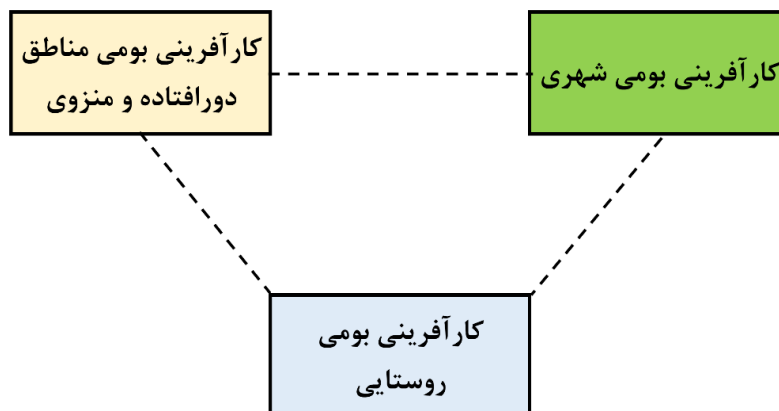 کارآفرینی بومی شهری
کارآفرینی بومی مناطق
دورافتاده و منزوی
کارآفرینی بومی
روستایی